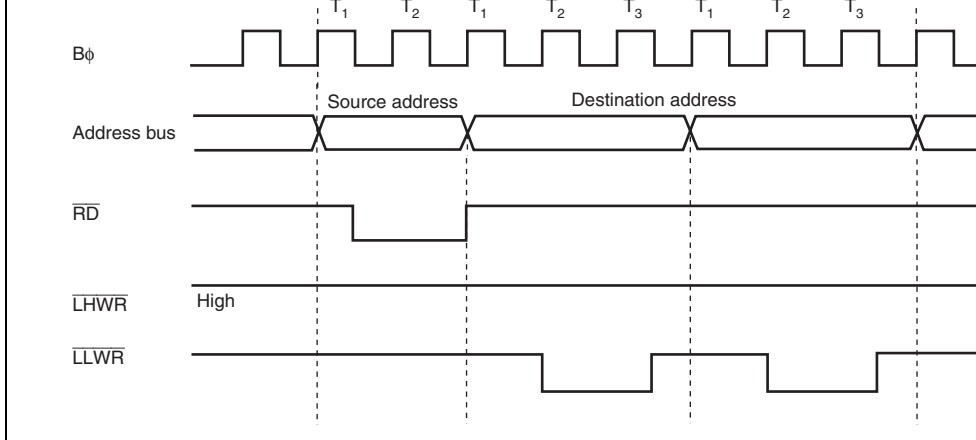 T1 T2 T1 T2 T3 T1 T2 T3
Bϕ
Source address Destination address
Address bus
RD
LHWR High
LLWR